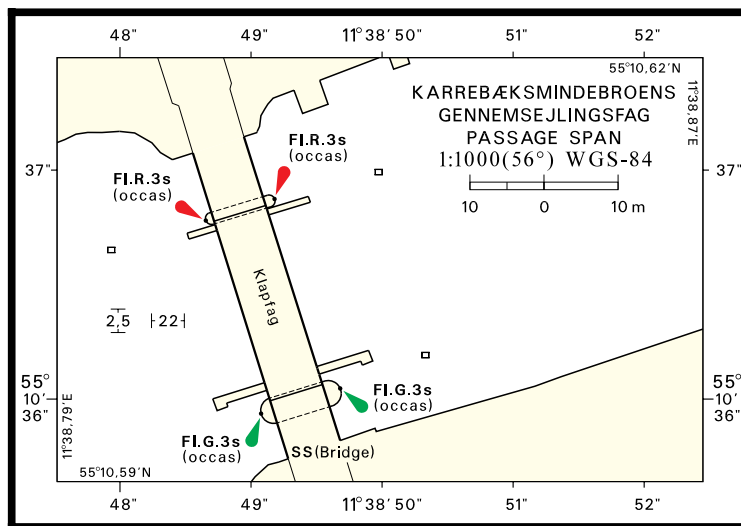 48" 49" 11°38' 50" 51" 52"
55°10,62'N
11°38,87'E
KARREBÆKSMINDEBROENS
GENNEMSEJLINGSFAG
PASSAGE SPAN
1:1000(56°) WGS-84
10 0 10 m
Fl.R.3s
(occas)
37" 37"
Fl.R.3s
(occas)
Klapfag
2,5 22
55°
10'
36"
55°
10'
36"
Fl.G.3s
(occas)
Fl.G.3s
(occas)
SS(Bridge)
11°38,79'E
55°10,59'N
48" 49" 11°38' 50" 51" 52"